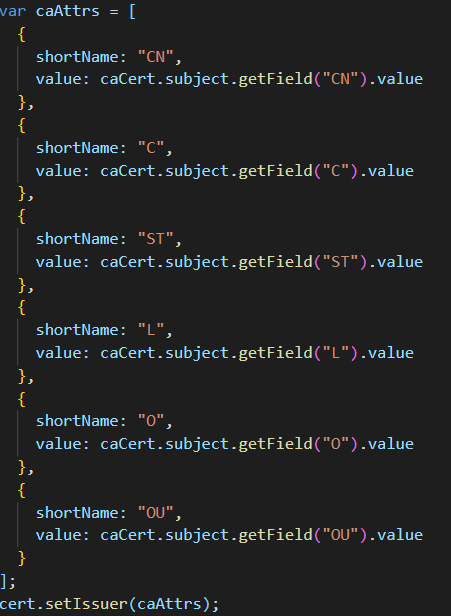 var caAttrs = [
{
shortName: "CN",
value: caCert.subject.getField("CN").value
},
{
shortName: "C",
value: caCert.subject.getField("C").value
},
{
shortName: "ST",
value: caCert.subject.getField("ST").value
},
{
shortName: "L",
value: caCert.subject.getField("L").value
},
{
shortName: "O",
value: caCert.subject.getField("O").value
},
{
shortName: "OU",
value: caCert.subject.getField("OU").value
}
];
cert.setIssuer(caAttrs);